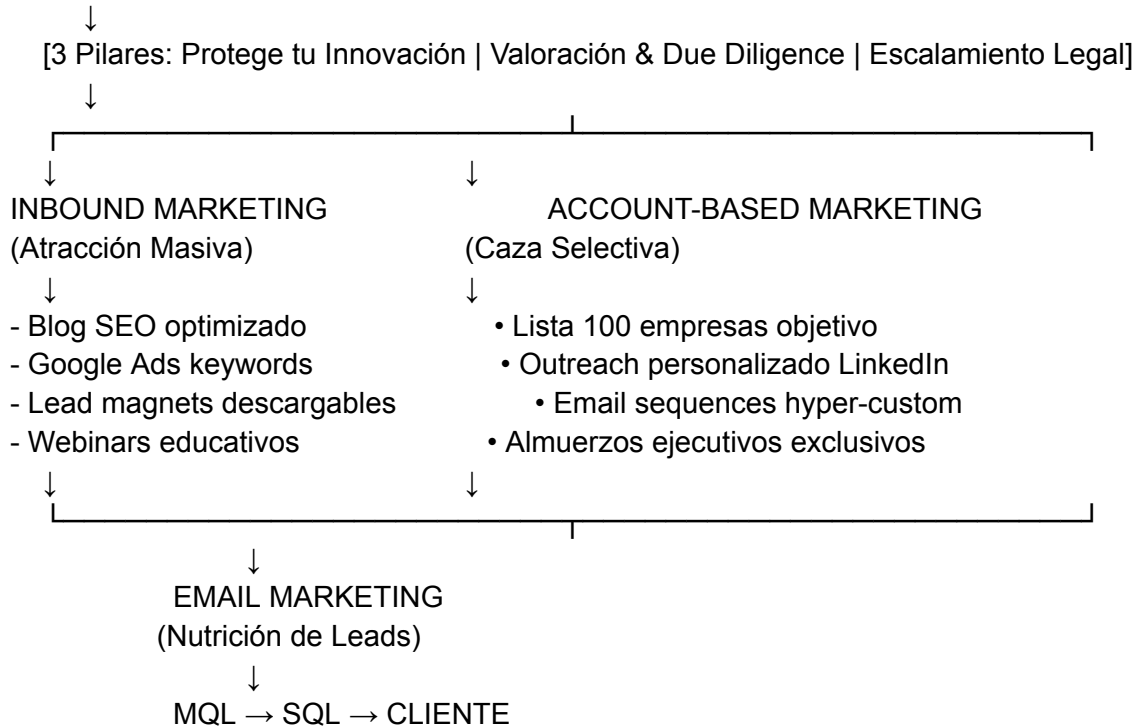 ↓
[3 Pilares: Protege tu Innovación | Valoración & Due Diligence | Escalamiento Legal]
↓
↓ ↓
INBOUND MARKETING ACCOUNT-BASED MARKETING
(Atracción Masiva) (Caza Selectiva)
↓ ↓
- Blog SEO optimizado • Lista 100 empresas objetivo
- Google Ads keywords • Outreach personalizado LinkedIn
- Lead magnets descargables • Email sequences hyper-custom
- Webinars educativos • Almuerzos ejecutivos exclusivos
↓ ↓
↓
EMAIL MARKETING
(Nutrición de Leads)
↓
MQL → SQL → CLIENTE